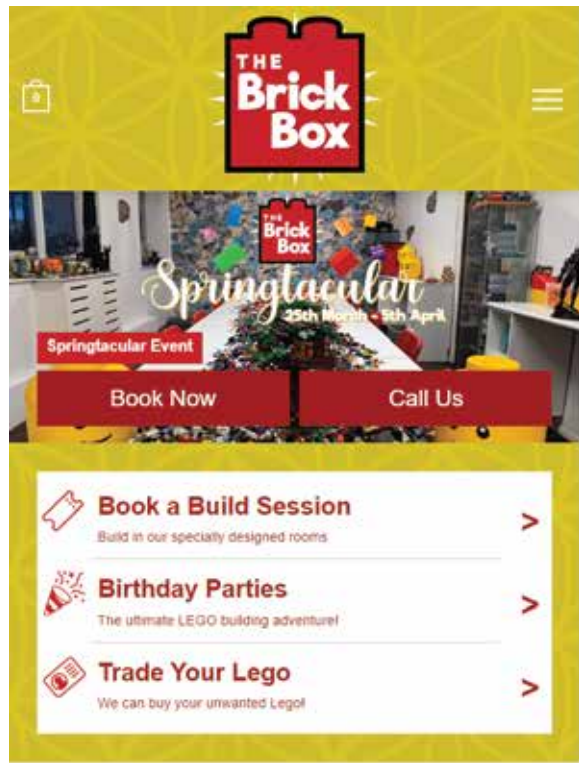 0
THE
Brick
Box
THE
Brick
Box
Springtacular
25th Month - 5th April
Springtacular Event
Book Now
Call Us
Book a Build Session
Build in our specially designed rooms
>
Birthday Parties
The ultimate LEGO building adventure!
>
Trade Your Lego
We can buy your unwanted Lego!
>